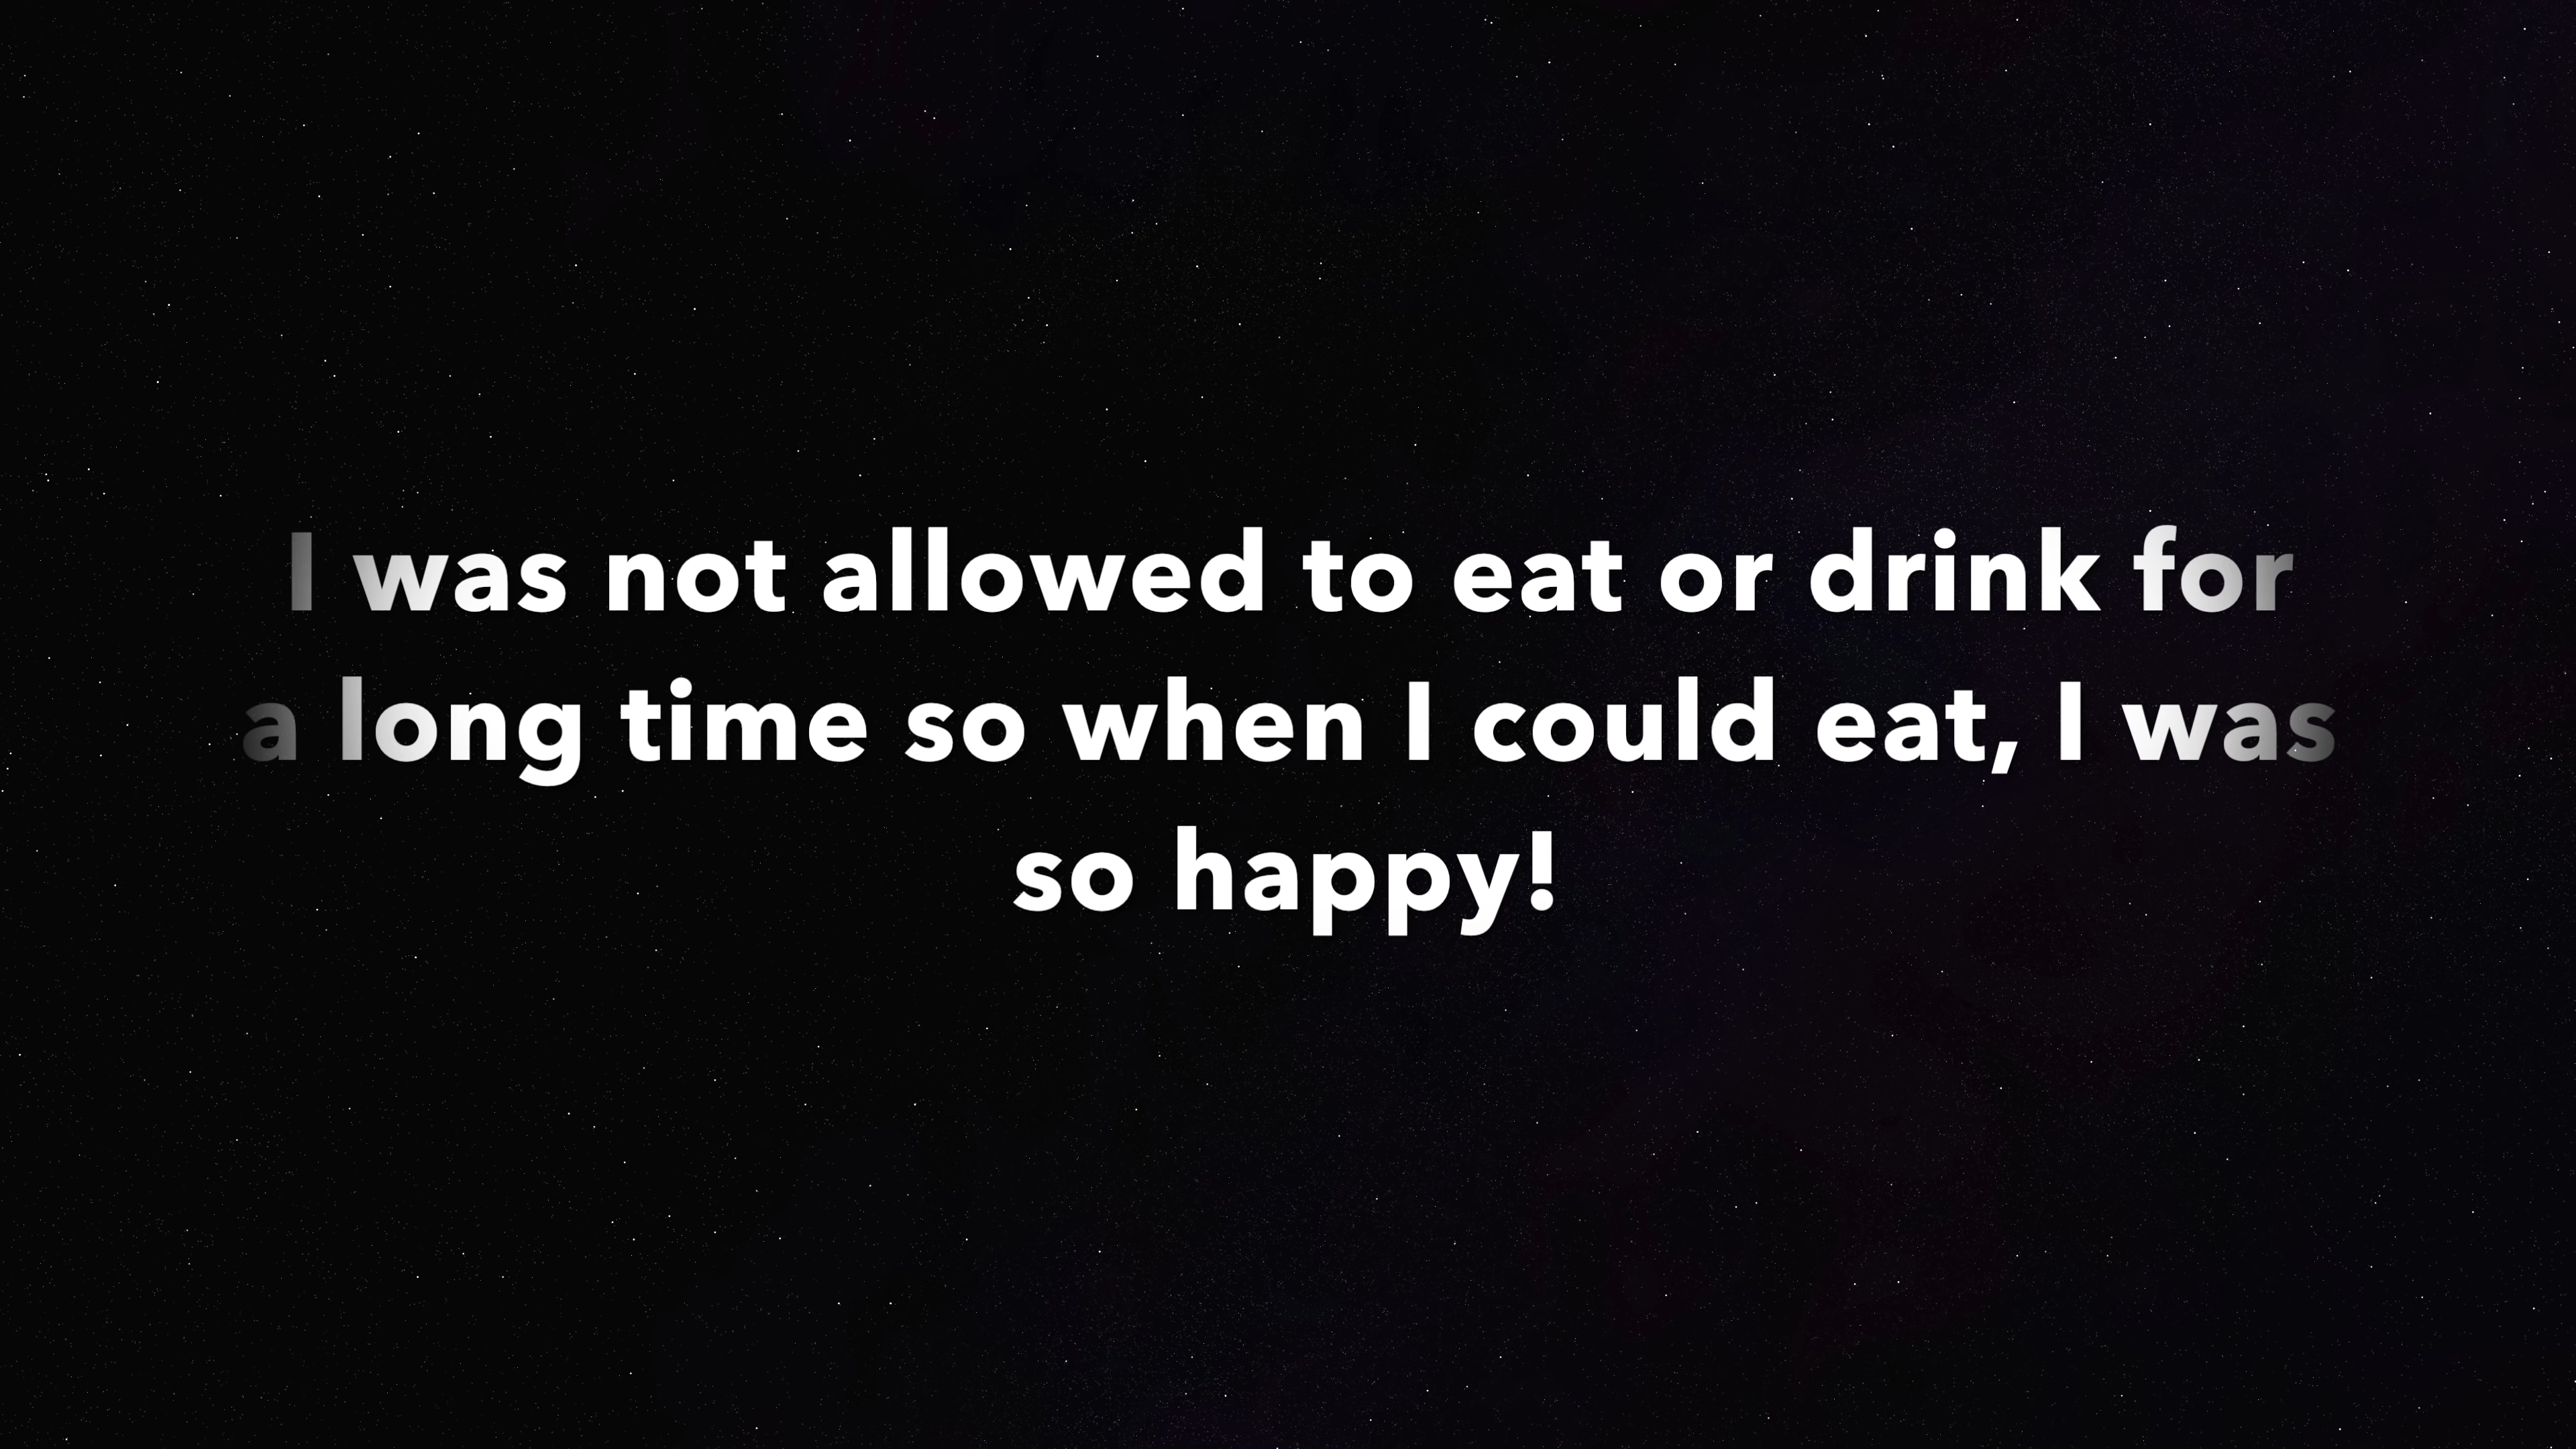 I was not allowed to eat or drink for
a long time so when I could eat, I was
so happy!